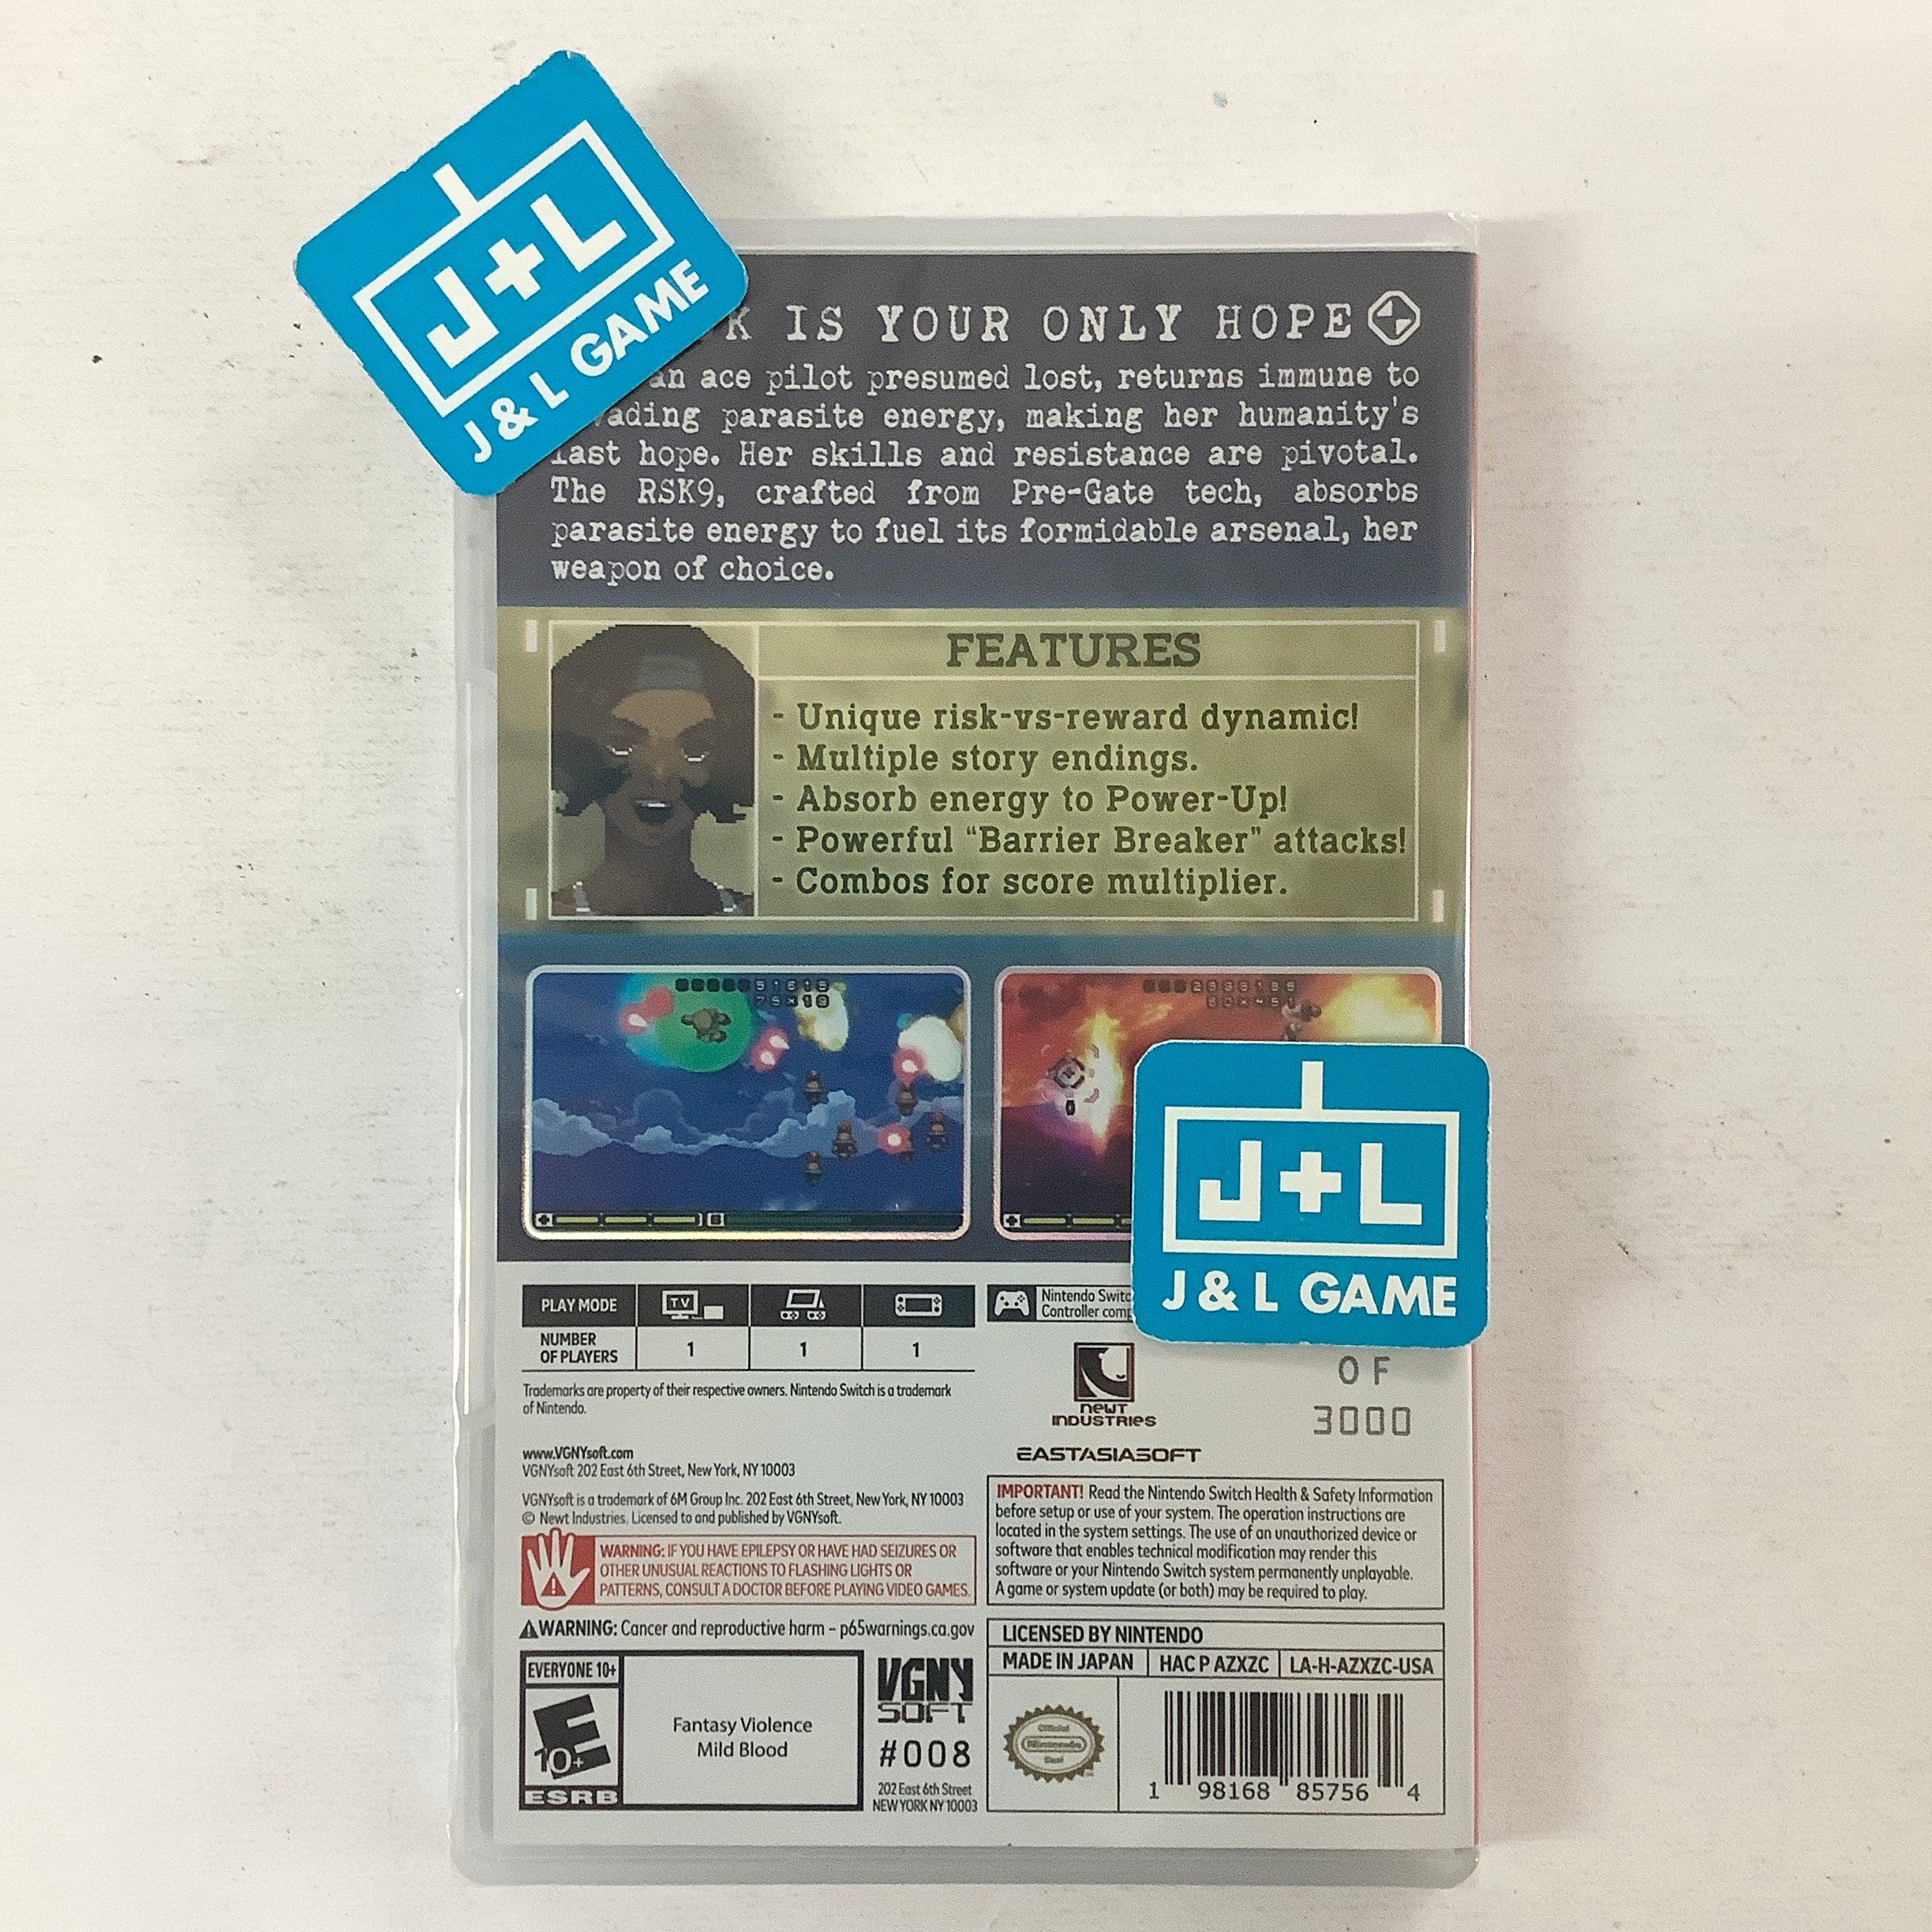 J+L
J & L GAME
K IS YOUR ONLY HOPE
an ace pilot presumed lost, returns immune to
parasite energy, making her humanity's
last hope. Her skills and resistance are pivotal.
The RSK9, crafted from Pre-Gate tech, absorbs
parasite energy to fuel its formidable arsenal, her
weapon of choice.
FEATURES
- Unique risk-vs-reward dynamic!
- Multiple story endings.
- Absorb energy to Power-Up!
- Powerful “Barrier Breaker” attacks!
- Combos for score multiplier.
J+L
J & L GAME
PLAY MODE
TV
NUMBER
OF PLAYERS
1
1
1
Nintendo
Controller
Trademarks are property of their respective owners. Nintendo Switch is a trademark
of Nintendo.
NEWT
INDUSTRIES
EASTASIASOFT
OF
3000
www.VGNYsoft.com
VGNYsoft 202 East 6th Street, New York, NY 10003
VGNYsoft is a trademark of 6M Group Inc. 202 East 6th Street, New York, NY 10003
© Newt Industries. Licensed to and published by VGNYsoft.
WARNING: IF YOU HAVE EPILEPSY OR HAVE HAD SEIZURES OR
OTHER UNUSUAL REACTIONS TO FLASHING LIGHTS OR
PATTERNS, CONSULT A DOCTOR BEFORE PLAYING VIDEO GAMES.
WARNING: Cancer and reproductive harm – p65warnings.ca.gov
IMPORTANT! Read the Nintendo Switch Health & Safety Information
before setup or use of your system. The operation instructions are
located in the system settings. The use of an unauthorized device or
software that enables technical modification may render this
software or your Nintendo Switch system permanently unplayable.
A game or system update (or both) may be required to play.
LICENSED BY NINTENDO
MADE IN JAPAN
HAC P AZXZC
LA-H-AZXZC-USA
EVERYONE 10+
E
10+
ESRB
Fantasy Violence
Mild Blood
VGNY
SOFT
#008
202 East 6th Street
NEW YORK NY 10003
Official
Nintendo
Seal
1 98168 85756 4